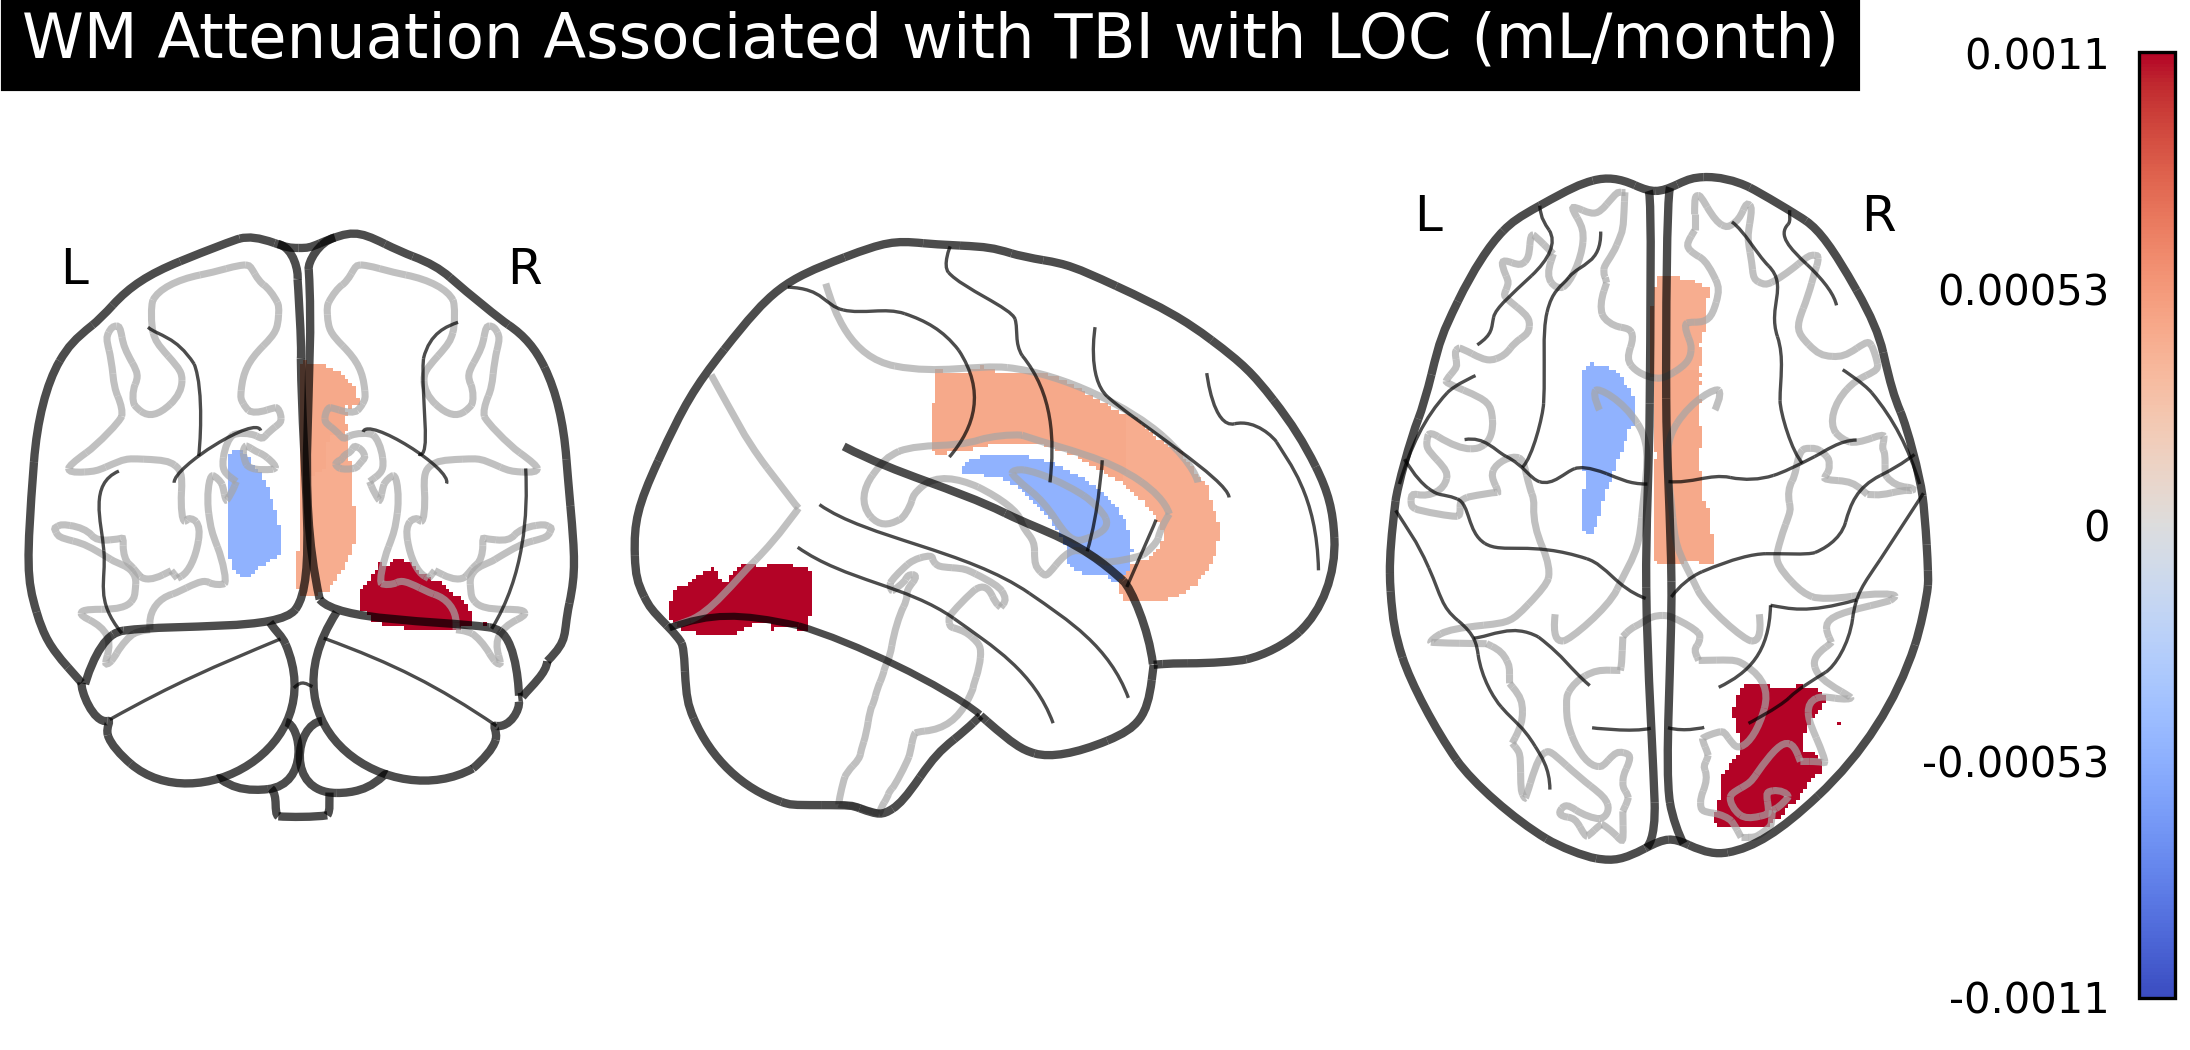 WM Attenuation Associated with TBI with LOC (mL/month)
L
R
L
R
0.0011
0.00053
0
-0.00053
-0.0011